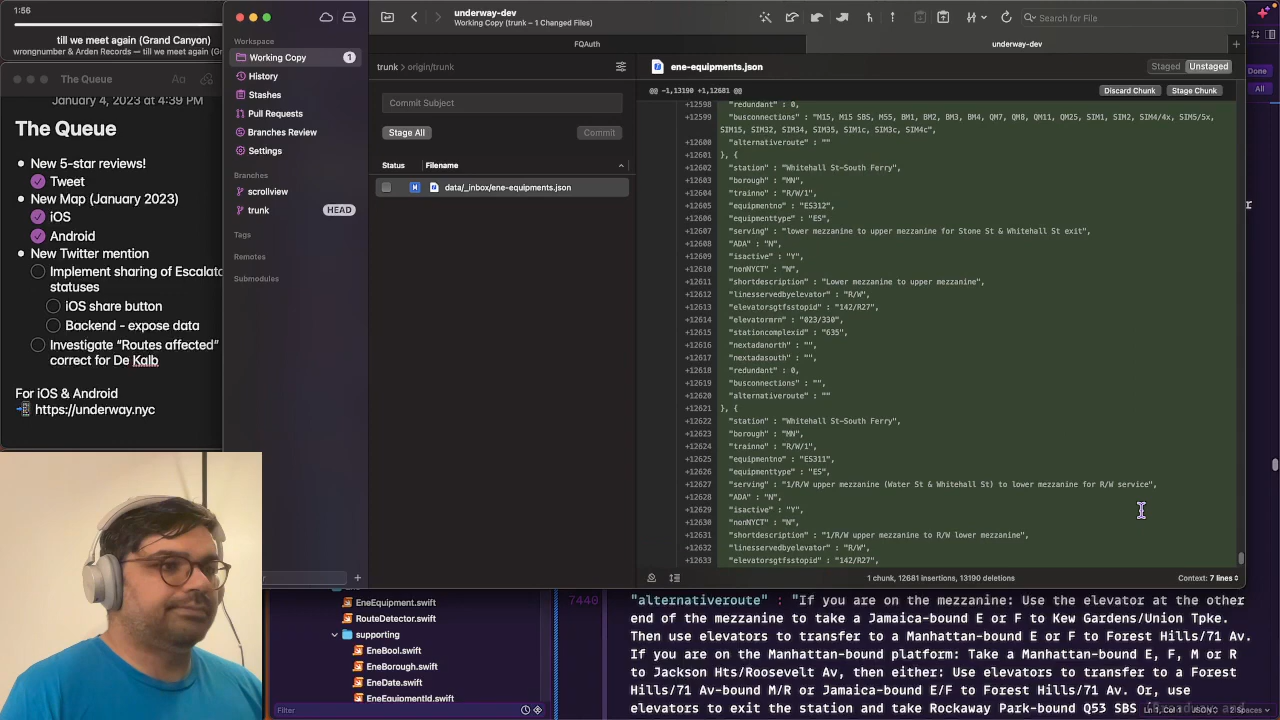 1:56
till we meet again (Grand Canyon)
wrongnumber & Arden Records — till we meet again (Grand
The Queue
Aa
January 4, 2023 at 4:39 PM
The Queue
New 5-star reviews!
Tweet
New Map (January 2023)
iOS
Android
New Twitter mention
Implement sharing of Escalat
statuses
iOS share button
Backend - expose data
Investigate “Routes affected”
correct for De Kalb
For iOS & Android
https://underway.nyc
Workspace
Working Copy
1
History
Stashes
Pull Requests
Branches Review
Settings
Branches
scrollview
trunk
HEAD
Tags
Remotes
Submodules
underway-dev
Working Copy (trunk – 1 Changed Files)
Search for File
FQAuth
underway-dev
trunk origin/trunk
Commit Subject
Stage All
Commit
Status
Filename
data/_inbox/ene-equipments.json
ene-equipments.json
Staged
Unstaged
@@ -1,13190 +1,12681 @@
Discard Chunk
Stage Chunk
+12598 "redundant" : 0,
+12599 "busconnections" : "M15, M15 SBS, M55, BM1, BM2, BM3, BM4, QM7, QM8, QM11, QM25, SIM1, SIM2, SIM4/4x, SIM5/5x,
SIM15, SIM32, SIM34, SIM35, SIM1c, SIM3c, SIM4c",
+12600 "alternativeroute" : ""
+12601 }, {
+12602 "station" : "Whitehall St–South Ferry",
+12603 "borough" : "MN",
+12604 "trainno" : "R/W/1",
+12605 "equipmentno" : "ES312",
+12606 "equipmenttype" : "ES",
+12607 "serving" : "lower mezzanine to upper mezzanine for Stone St & Whitehall St exit",
+12608 "ADA" : "N",
+12609 "isactive" : "Y",
+12610 "nonNYCT" : "N",
+12611 "shortdescription" : "Lower mezzanine to upper mezzanine",
+12612 "linesservedbyelevator" : "R/W",
+12613 "elevatorsgtfsstopid" : "142/R27",
+12614 "elevatormrn" : "023/330",
+12615 "stationcomplexid" : "635",
+12616 "nextadanorth" : "",
+12617 "nextadasouth" : "",
+12618 "redundant" : 0,
+12619 "busconnections" : "",
+12620 "alternativeroute" : ""
+12621 }, {
+12622 "station" : "Whitehall St–South Ferry",
+12623 "borough" : "MN",
+12624 "trainno" : "R/W/1",
+12625 "equipmentno" : "ES311",
+12626 "equipmenttype" : "ES",
+12627 "serving" : "1/R/W upper mezzanine (Water St & Whitehall St) to lower mezzanine for R/W service",
+12628 "ADA" : "N",
+12629 "isactive" : "Y",
+12630 "nonNYCT" : "N",
+12631 "shortdescription" : "1/R/W upper mezzanine to R/W lower mezzanine",
+12632 "linesservedbyelevator" : "R/W",
+12633 "elevatorsgtfsstopid" : "142/R27",
1 chunk, 12681 insertions, 13190 deletions
Context: 7 lines
Done
All
EneEquipment.swift
RouteDetector.swift
supporting
EneBool.swift
EneBorough.swift
EneDate.swift
EneEquipmentId.swift
Filter
7440 "alternativeroute" : "If you are on the mezzanine: Use the elevator at the other
end of the mezzanine to take a Jamaica-bound E or F to Kew Gardens/Union Tpke.
Then use elevators to transfer to a Manhattan-bound E or F to Forest Hills/71 Av.
If you are on the Manhattan-bound platform: Take a Manhattan-bound E, F, M or R
to Jackson Hts/Roosevelt Av, then either: Use elevators to transfer to a Forest
Hills/71 Av-bound M/R or Jamaica-bound E/F to Forest Hills/71 Av. Or, use
elevators to exit the station and take Rockaway Park-bound Q53 SBS